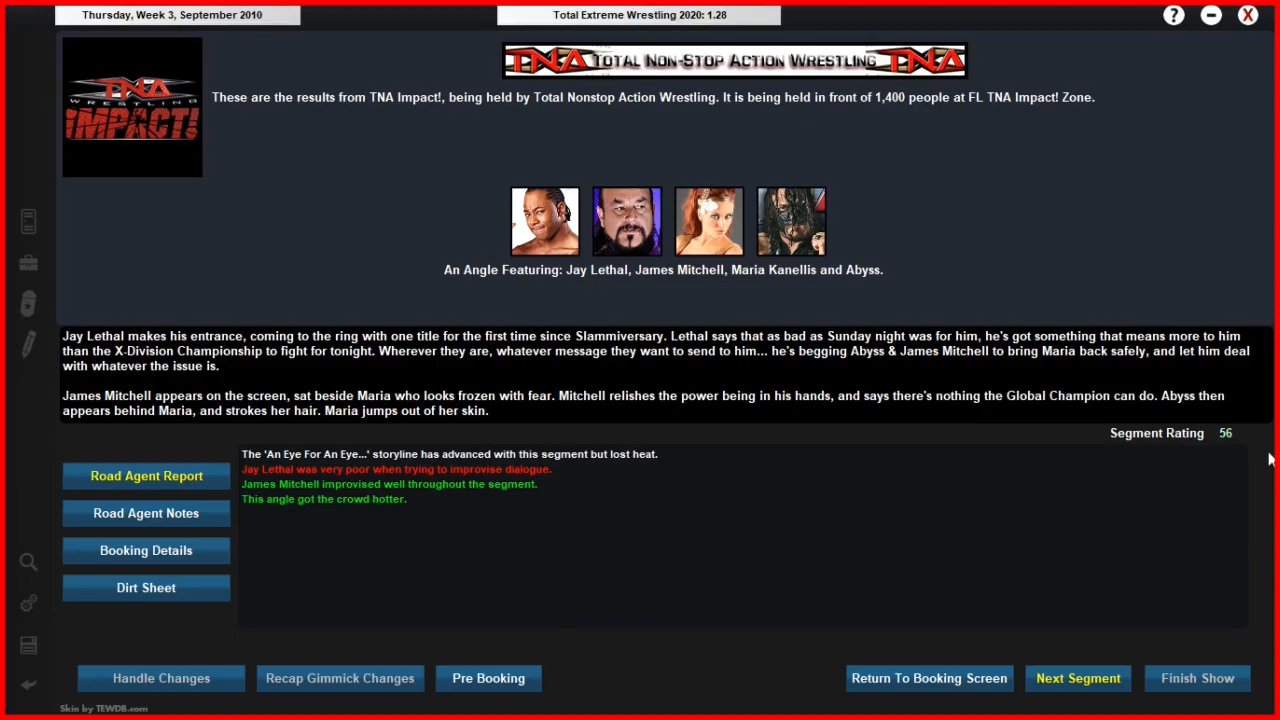 Thursday, Week 3, September 2010
Total Extreme Wrestling 2020: 1.28
?
X
TNA WRESTLING iMPACT!
TNA TOTAL NON-STOP ACTION WRESTLING TNA
These are the results from TNA Impact!, being held by Total Nonstop Action Wrestling. It is being held in front of 1,400 people at FL TNA Impact! Zone.
An Angle Featuring: Jay Lethal, James Mitchell, Maria Kanellis and Abyss.
Jay Lethal makes his entrance, coming to the ring with one title for the first time since Slammiversary. Lethal says that as bad as Sunday night was for him, he's got something that means more to him
than the X-Division Championship to fight for tonight. Wherever they are, whatever message they want to send to him... he's begging Abyss & James Mitchell to bring Maria back safely, and let him deal
with whatever the issue is.
James Mitchell appears on the screen, sat beside Maria who looks frozen with fear. Mitchell relishes the power being in his hands, and says there's nothing the Global Champion can do. Abyss then
appears behind Maria, and strokes her hair. Maria jumps out of her skin.
Segment Rating 56
The 'An Eye For An Eye...' storyline has advanced with this segment but lost heat.
Jay Lethal was very poor when trying to improvise dialogue.
James Mitchell improvised well throughout the segment.
This angle got the crowd hotter.
Road Agent Report
Road Agent Notes
Booking Details
Dirt Sheet
Handle Changes
Recap Gimmick Changes
Pre Booking
Return To Booking Screen
Next Segment
Finish Show
Skin by TEWDB.com